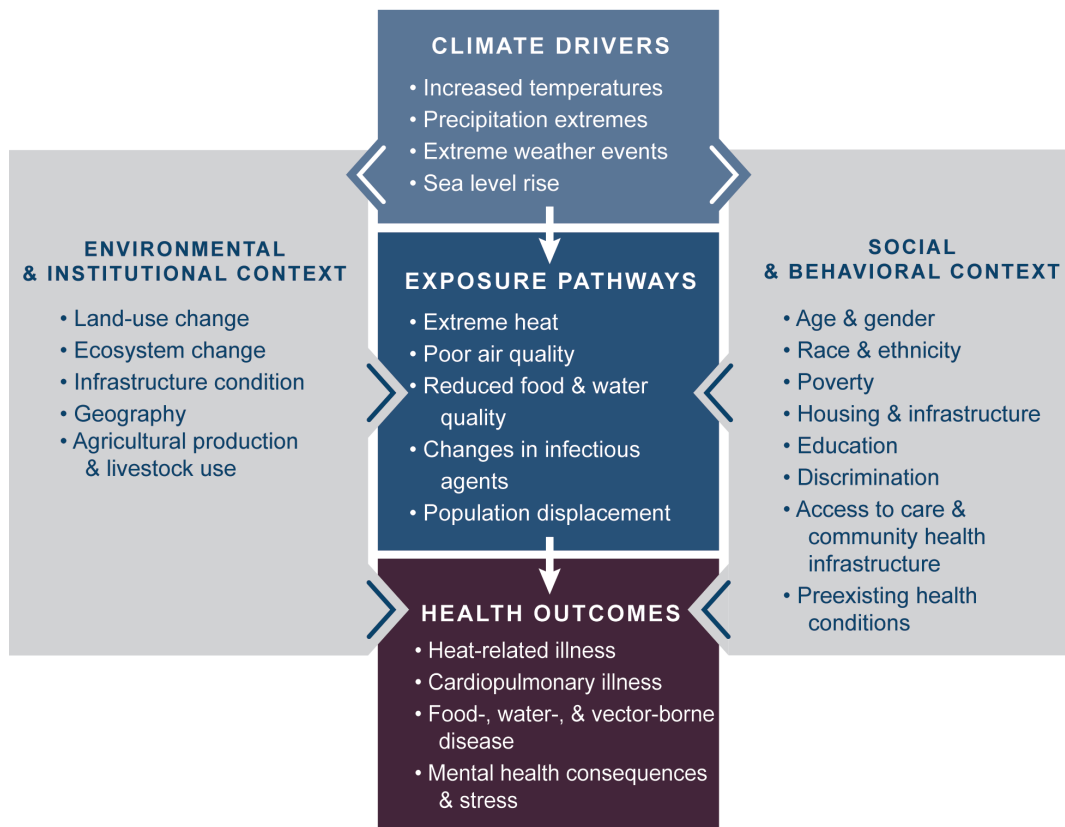 CLIMATE DRIVERS
• Increased temperatures
• Precipitation extremes
• Extreme weather events
• Sea level rise
ENVIRONMENTAL
& INSTITUTIONAL CONTEXT
• Land-use change
• Ecosystem change
• Infrastructure condition
• Geography
• Agricultural production
& livestock use
EXPOSURE PATHWAYS
• Extreme heat
• Poor air quality
• Reduced food & water
quality
• Changes in infectious
agents
• Population displacement
SOCIAL
& BEHAVIORAL CONTEXT
• Age & gender
• Race & ethnicity
• Poverty
• Housing & infrastructure
• Education
• Discrimination
• Access to care &
community health
infrastructure
• Preexisting health
conditions
HEALTH OUTCOMES
• Heat-related illness
• Cardiopulmonary illness
• Food-, water-, & vector-borne
disease
• Mental health consequences
& stress